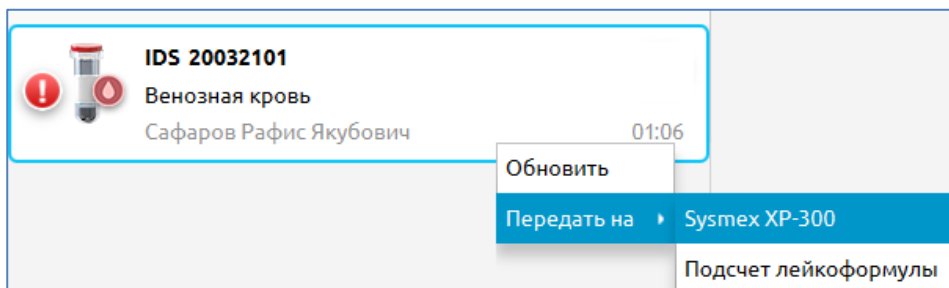 IDS 20032101
Венозная кровь
Сафаров Рафис Якубович 01:06
Обновить
Передать на Sysmex XP-300
Подсчет лейкоформулы